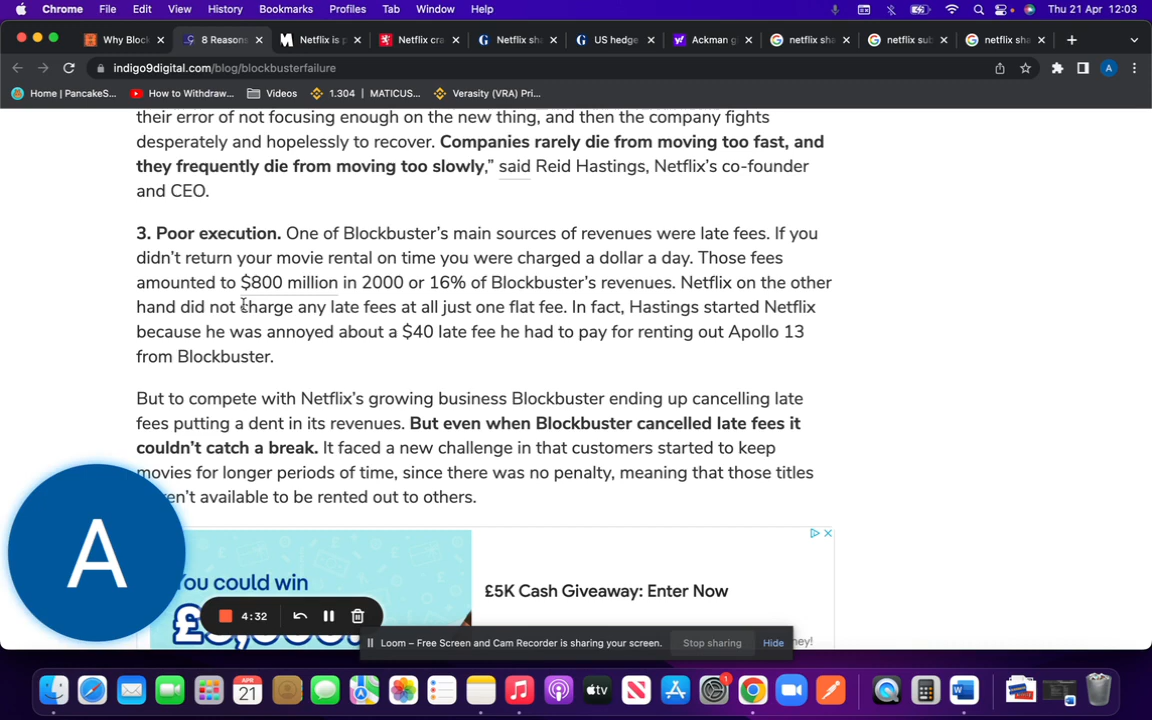 Chrome File Edit View History Bookmarks Profiles Tab Window Help Thu 21 Apr 12:03
Why Block 8 Reasons Netflix is p Netflix cra Netflix sh US hedge Ackman g netflix sha netflix sub netflix sha
indigo9digital.com/blog/blockbusterfailure A
Home | PancakeS... How to Withdraw... Videos 1.304 | MATICUS... Verasity (VRA) Pri...
their error of not focusing enough on the new thing, and then the company fights
desperately and hopelessly to recover. Companies rarely die from moving too fast, and
they frequently die from moving too slowly,” said Reid Hastings, Netflix’s co-founder
and CEO.
3. Poor execution. One of Blockbuster’s main sources of revenues were late fees. If you
didn’t return your movie rental on time you were charged a dollar a day. Those fees
amounted to $800 million in 2000 or 16% of Blockbuster’s revenues. Netflix on the other
hand did not charge any late fees at all just one flat fee. In fact, Hastings started Netflix
because he was annoyed about a $40 late fee he had to pay for renting out Apollo 13
from Blockbuster.
But to compete with Netflix’s growing business Blockbuster ending up cancelling late
fees putting a dent in its revenues. But even when Blockbuster cancelled late fees it
couldn’t catch a break. It faced a new challenge in that customers started to keep
movies for longer periods of time, since there was no penalty, meaning that those titles
en’t available to be rented out to others.
A
You could win
£5K Cash Giveaway: Enter Now
4:32
Loom – Free Screen and Cam Recorder is sharing your screen. Stop sharing Hide
ney!
APR
21
tv
1
W